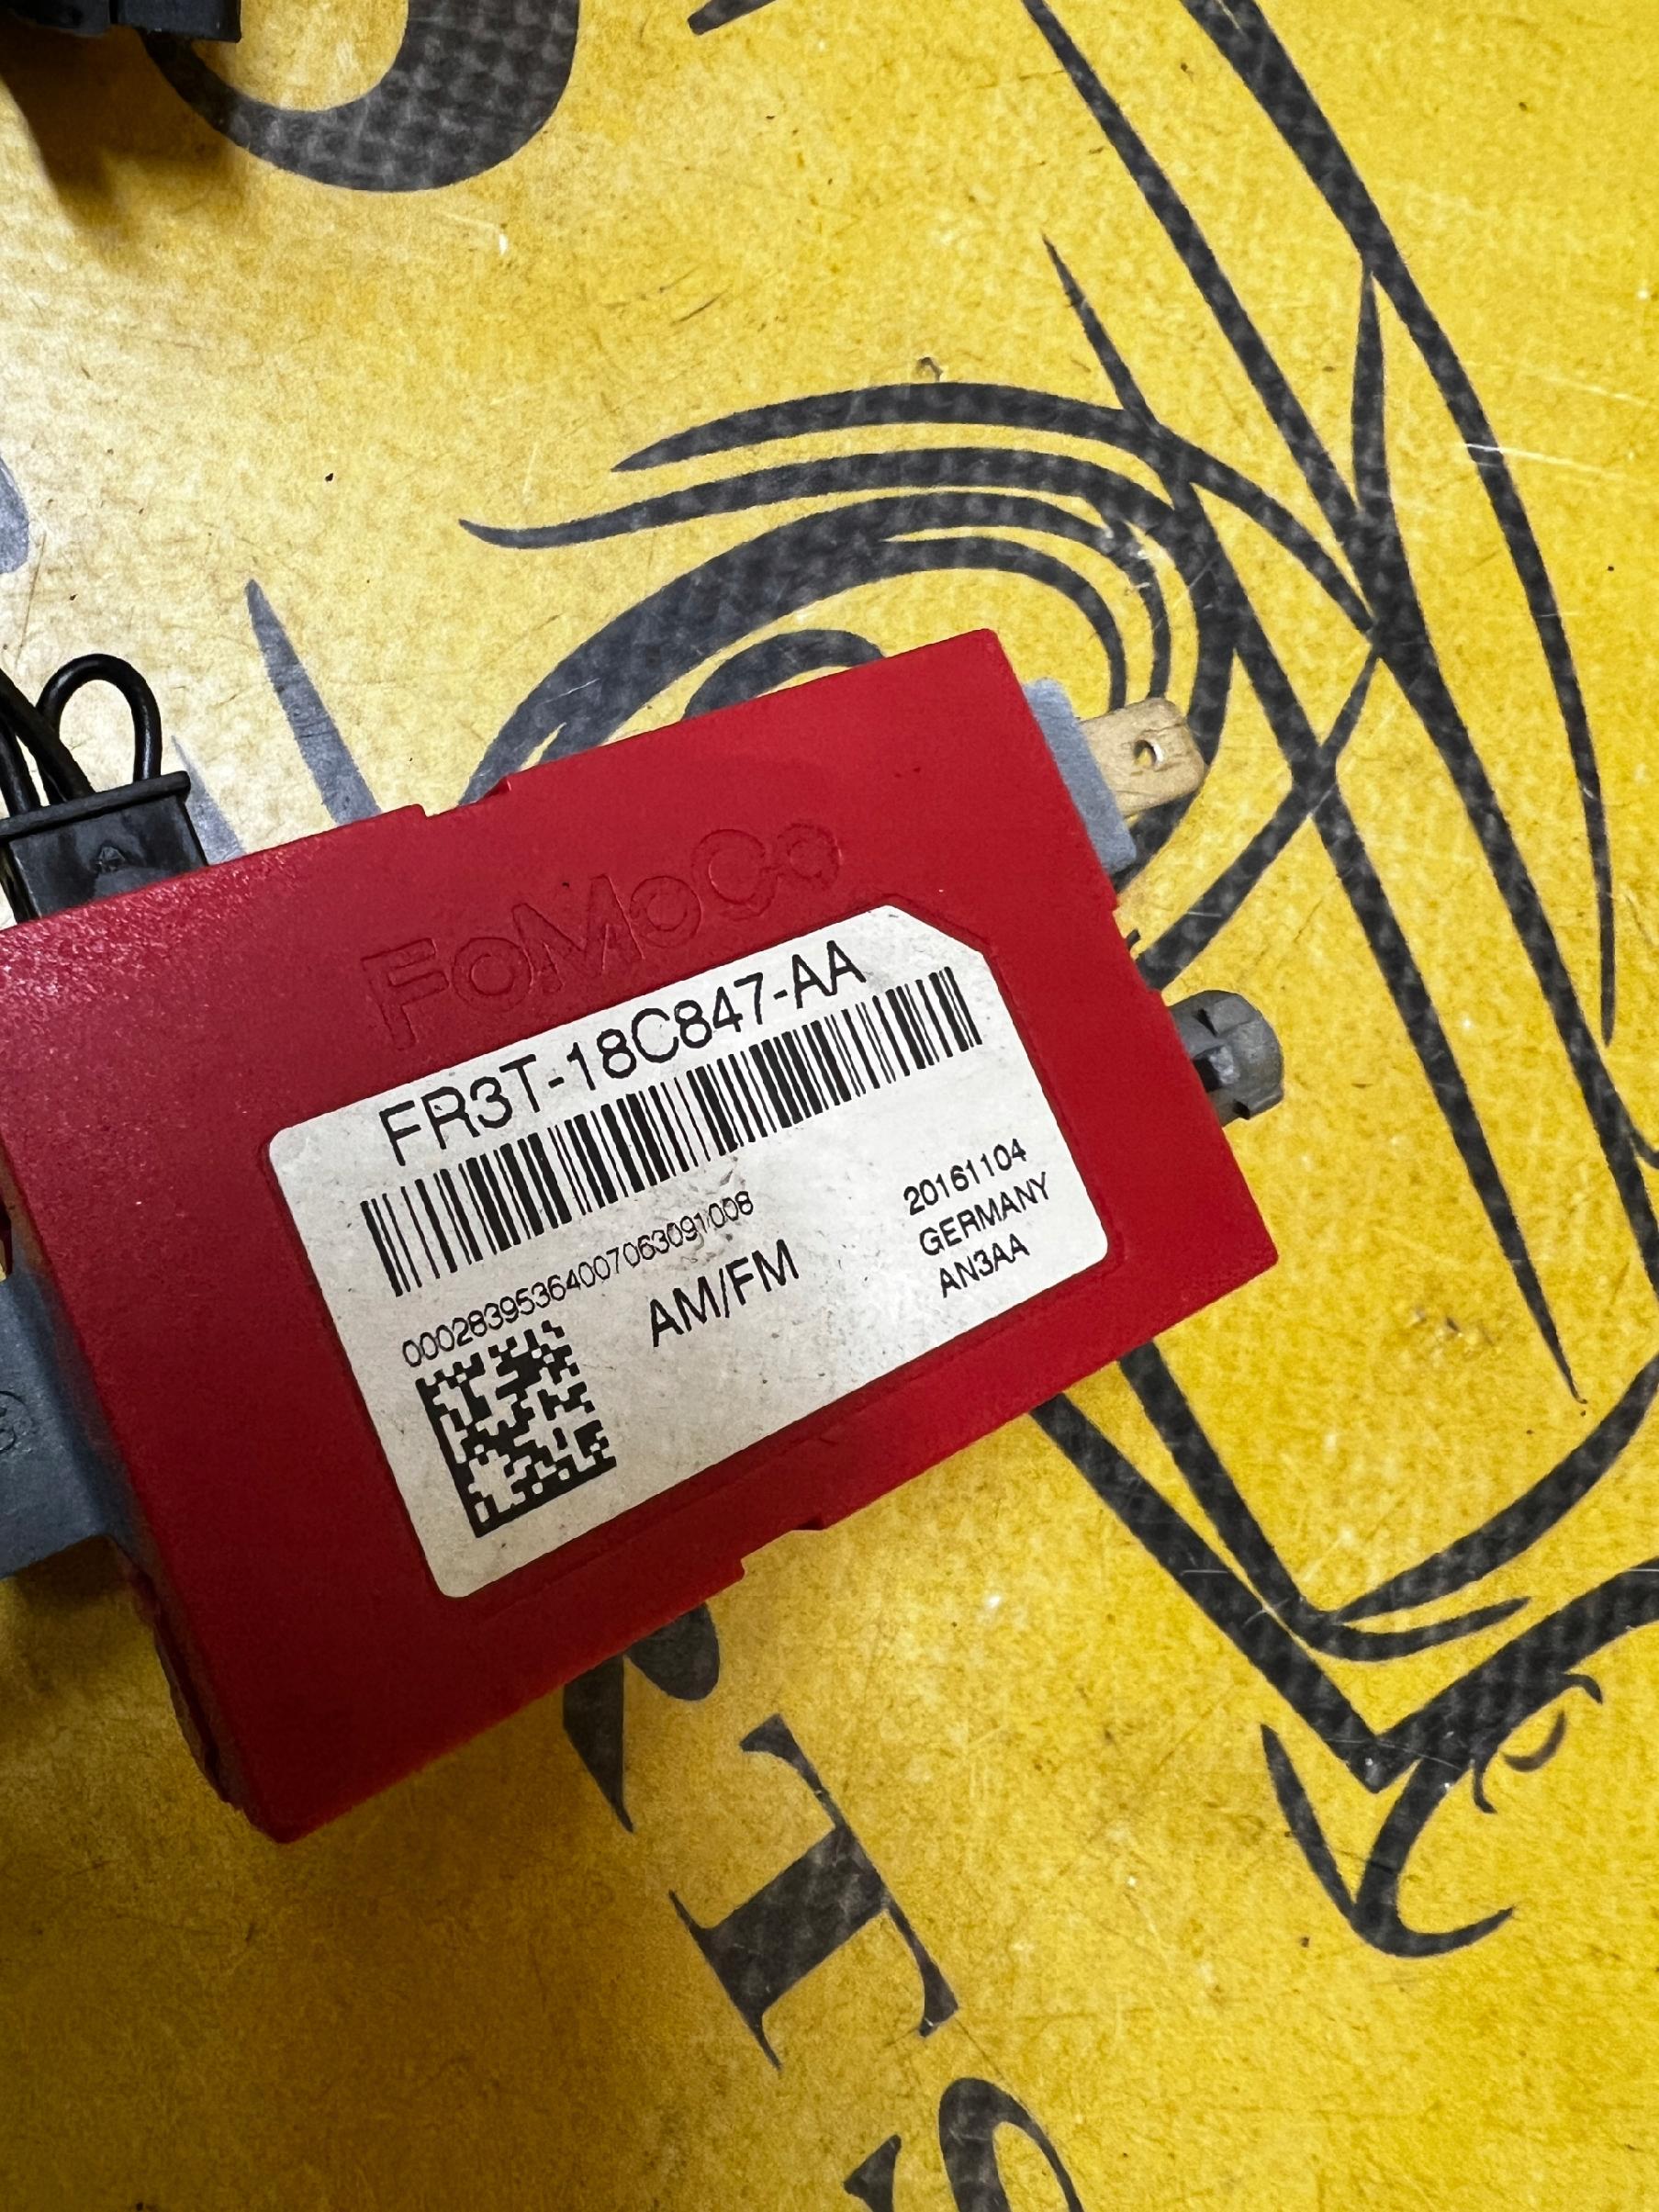 FoMoCo
FR3T-18C847-AA
00028395364007063091008
AM/FM
20161104
GERMANY
AN3AA